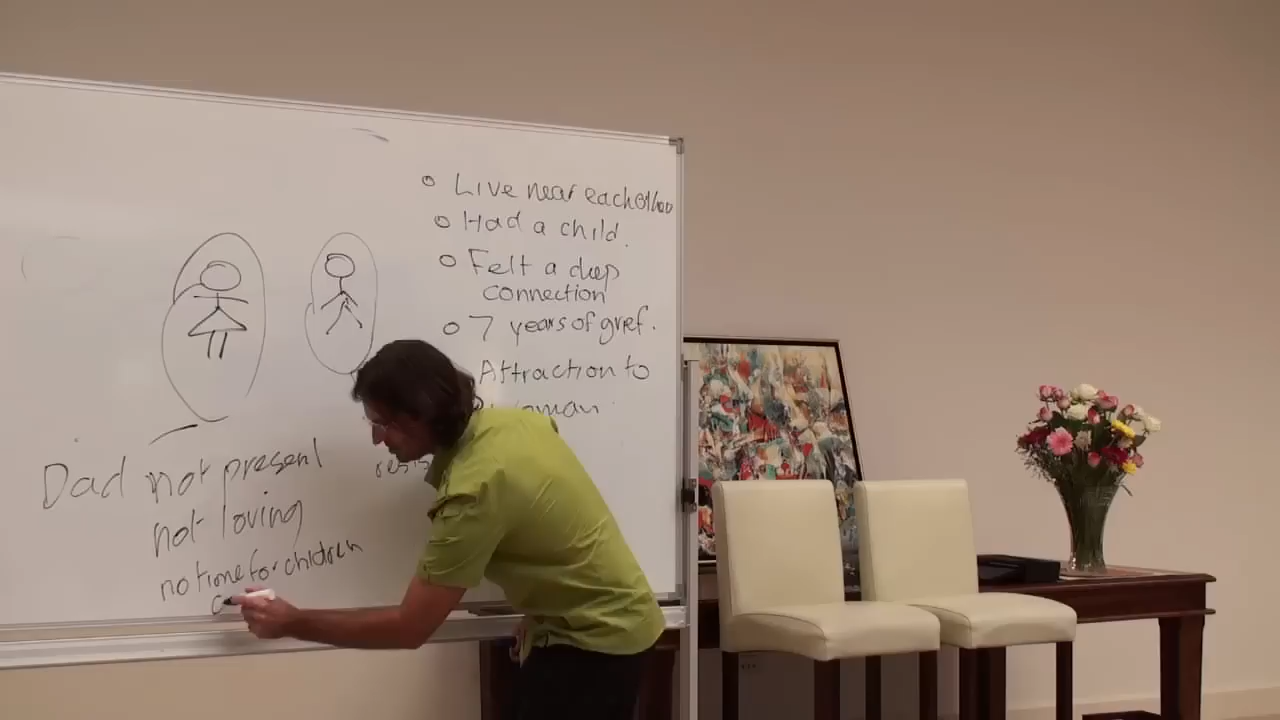 Live near each other
Had a child.
Felt a deep
connection
7 years of grief.
Attraction to
woman.
Dad not present
not loving
no time for children